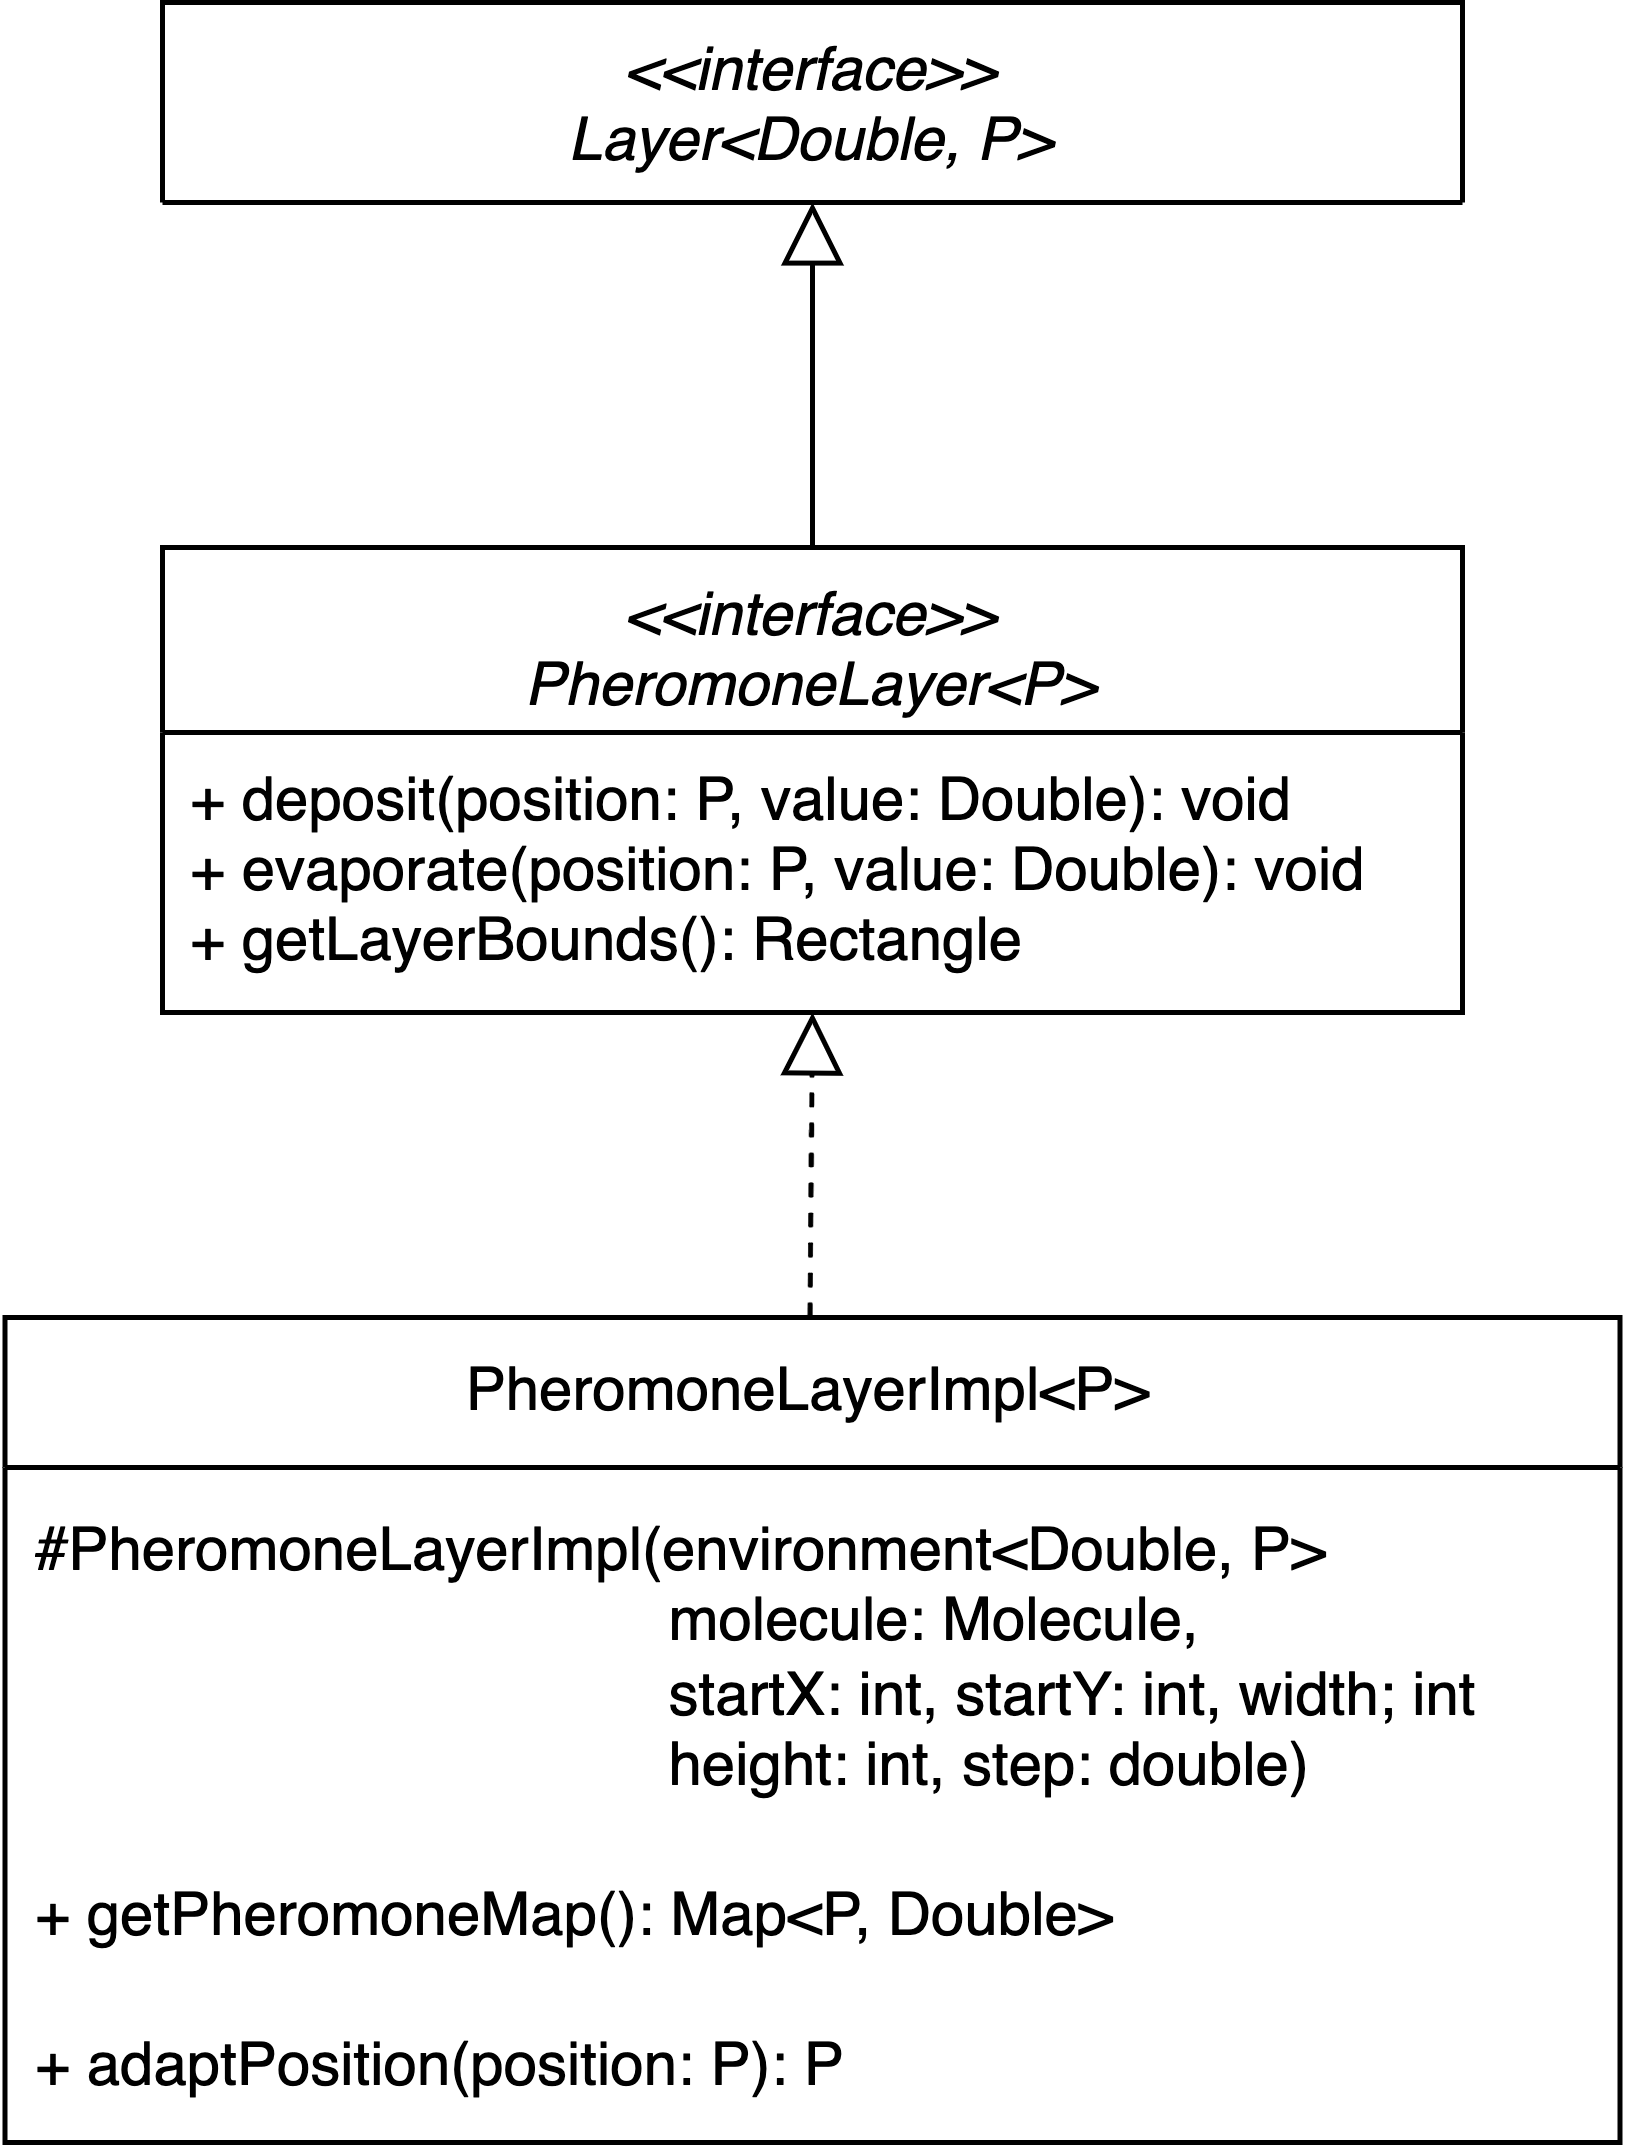 <<interface>>
Layer<Double, P>
<<interface>>
PheromoneLayer<P>
+ deposit(position: P, value: Double): void
+ evaporate(position: P, value: Double): void
+ getLayerBounds(): Rectangle
PheromoneLayerImpl<P>
#PheromoneLayerImpl(environment<Double, P>
molecule: Molecule,
startX: int, startY: int, width; int
height: int, step: double)
+ getPheromoneMap(): Map<P, Double>
+ adaptPosition(position: P): P